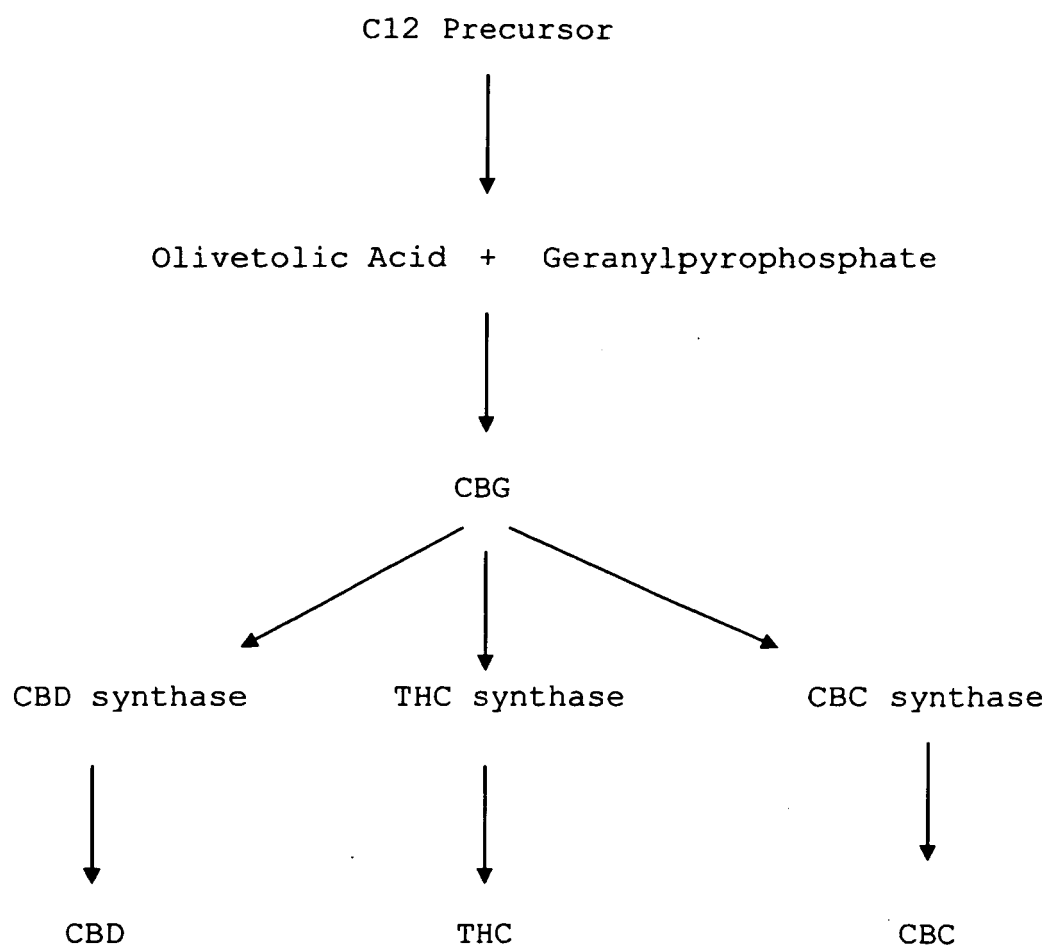 C12 Precursor
Olivetolic Acid + Geranylpyrophosphate
CBG
CBD synthase THC synthase CBC synthase
CBD THC CBC